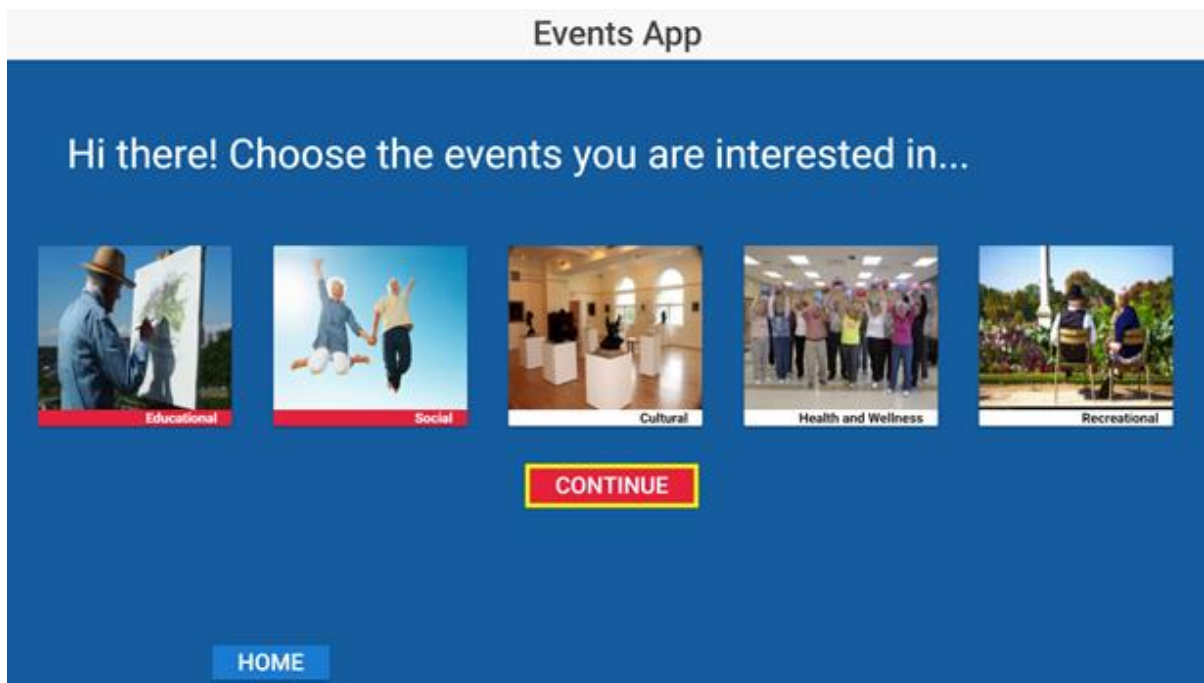 Events App
Hi there! Choose the events you are interested in...
Educational
Social
Cultural
Health and Wellness
Recreational
CONTINUE
HOME